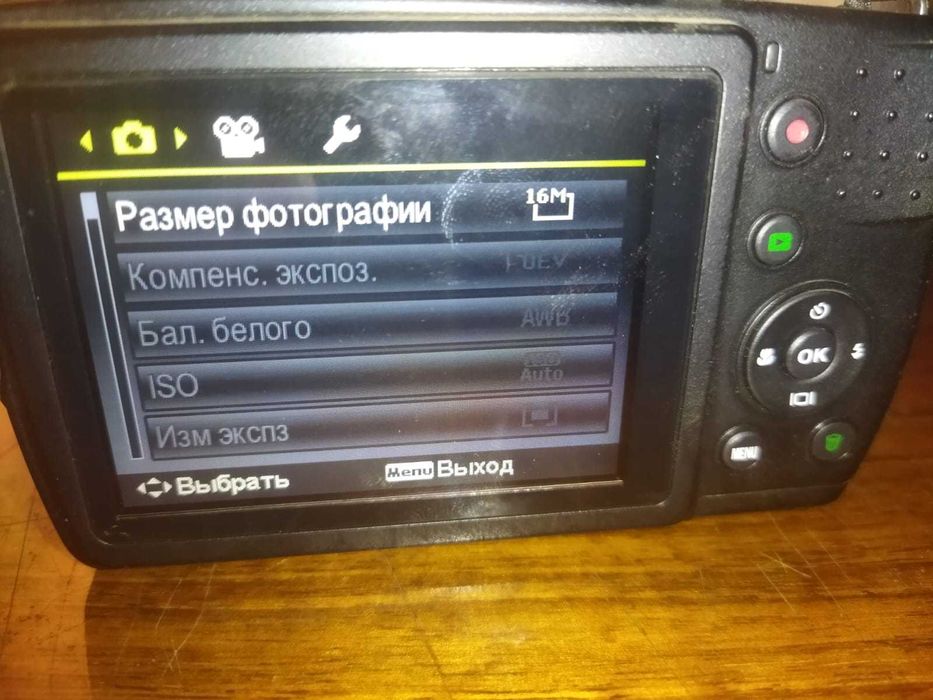 Размер фотографии 16M
Компенс. экспоз.
Бал. белого AWB
ISO Auto
Изм экспз
Выбрать Menu Выход
OK
MENU